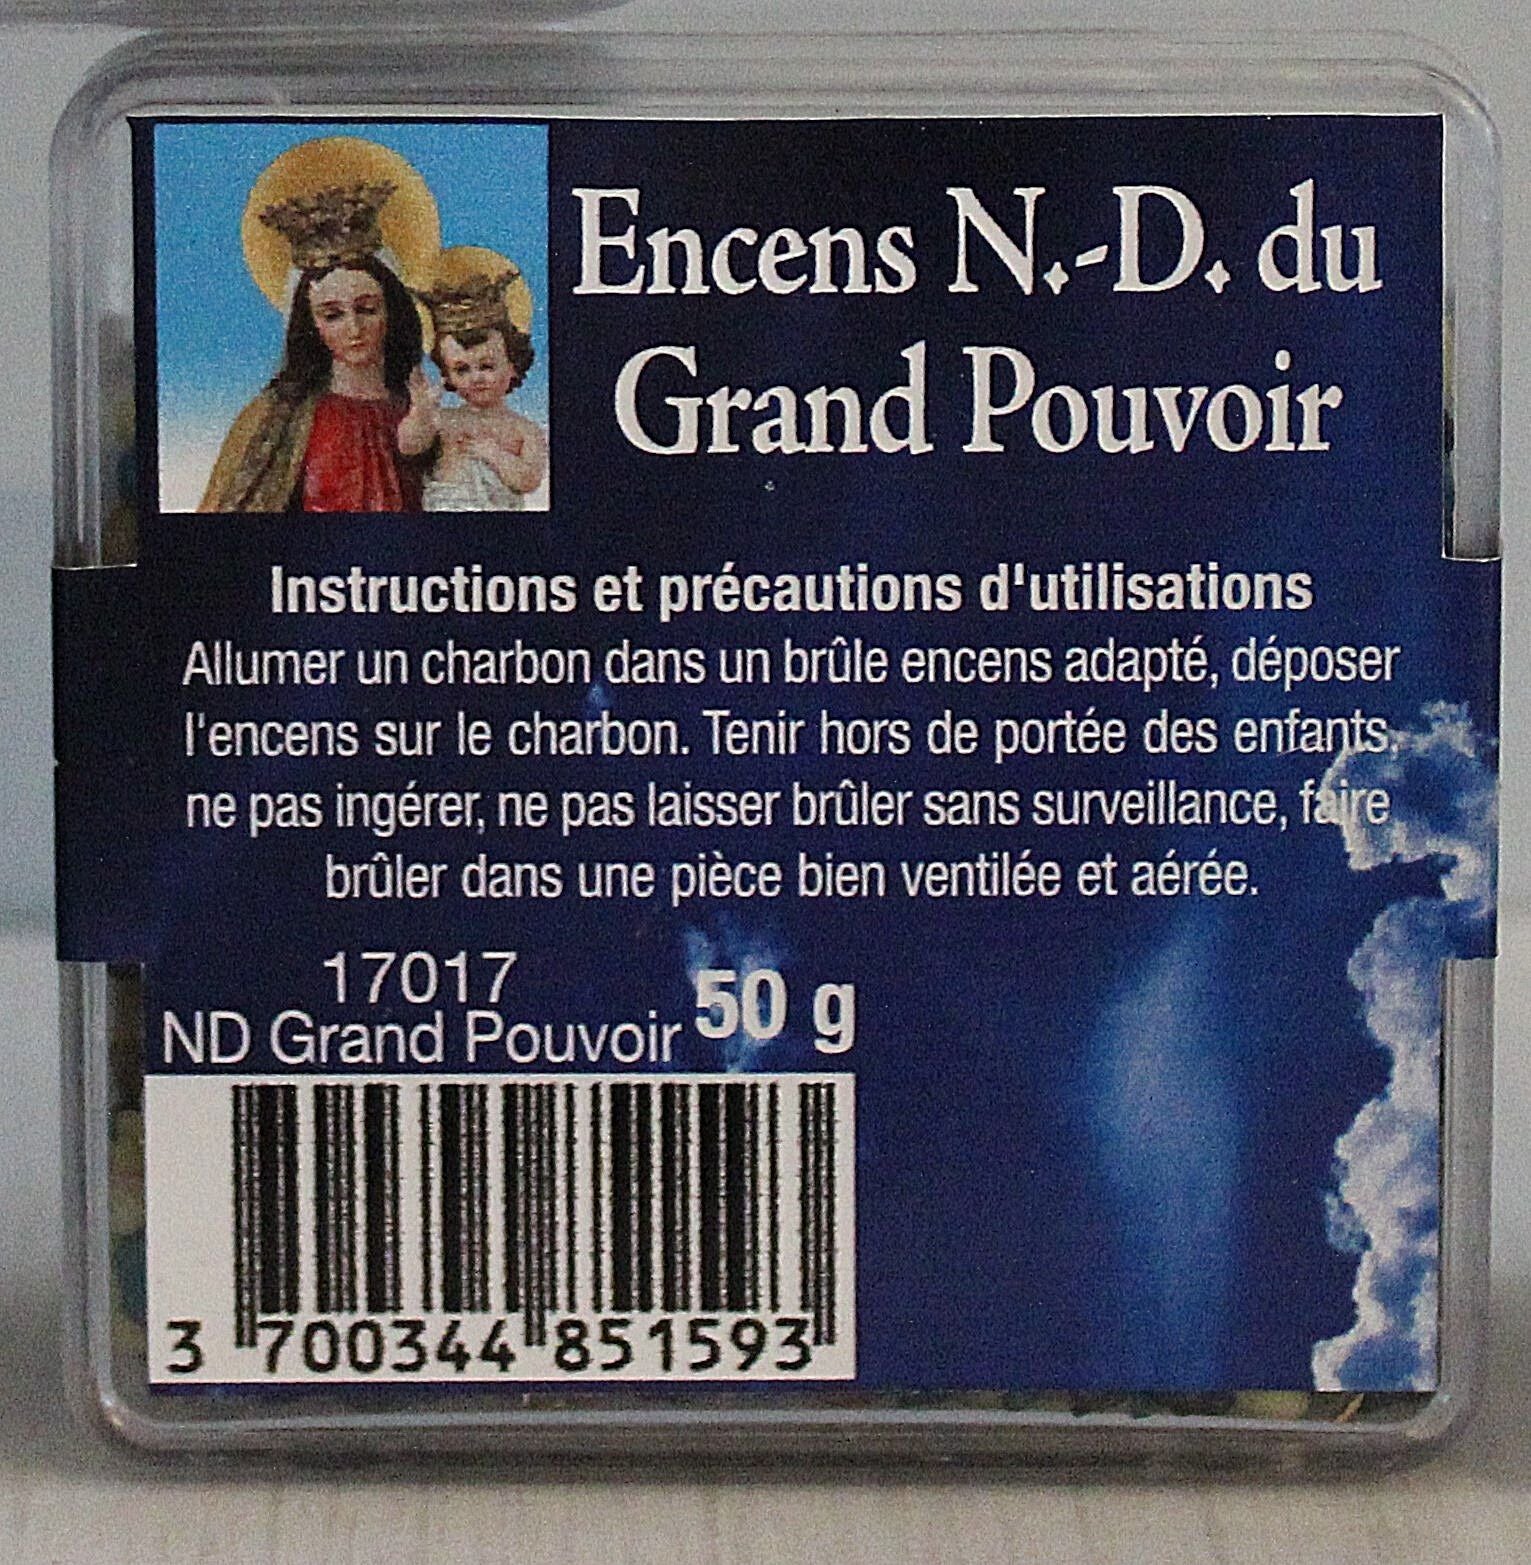 Encens N.-D. du
Grand Pouvoir
Instructions et précautions d'utilisations
Allumer un charbon dans un brûle encens adapté, déposer
l'encens sur le charbon. Tenir hors de portée des enfants,
ne pas ingérer, ne pas laisser brûler sans surveillance, faire
brûler dans une pièce bien ventilée et aérée.
17017
ND Grand Pouvoir 50 g
3 700344 851593